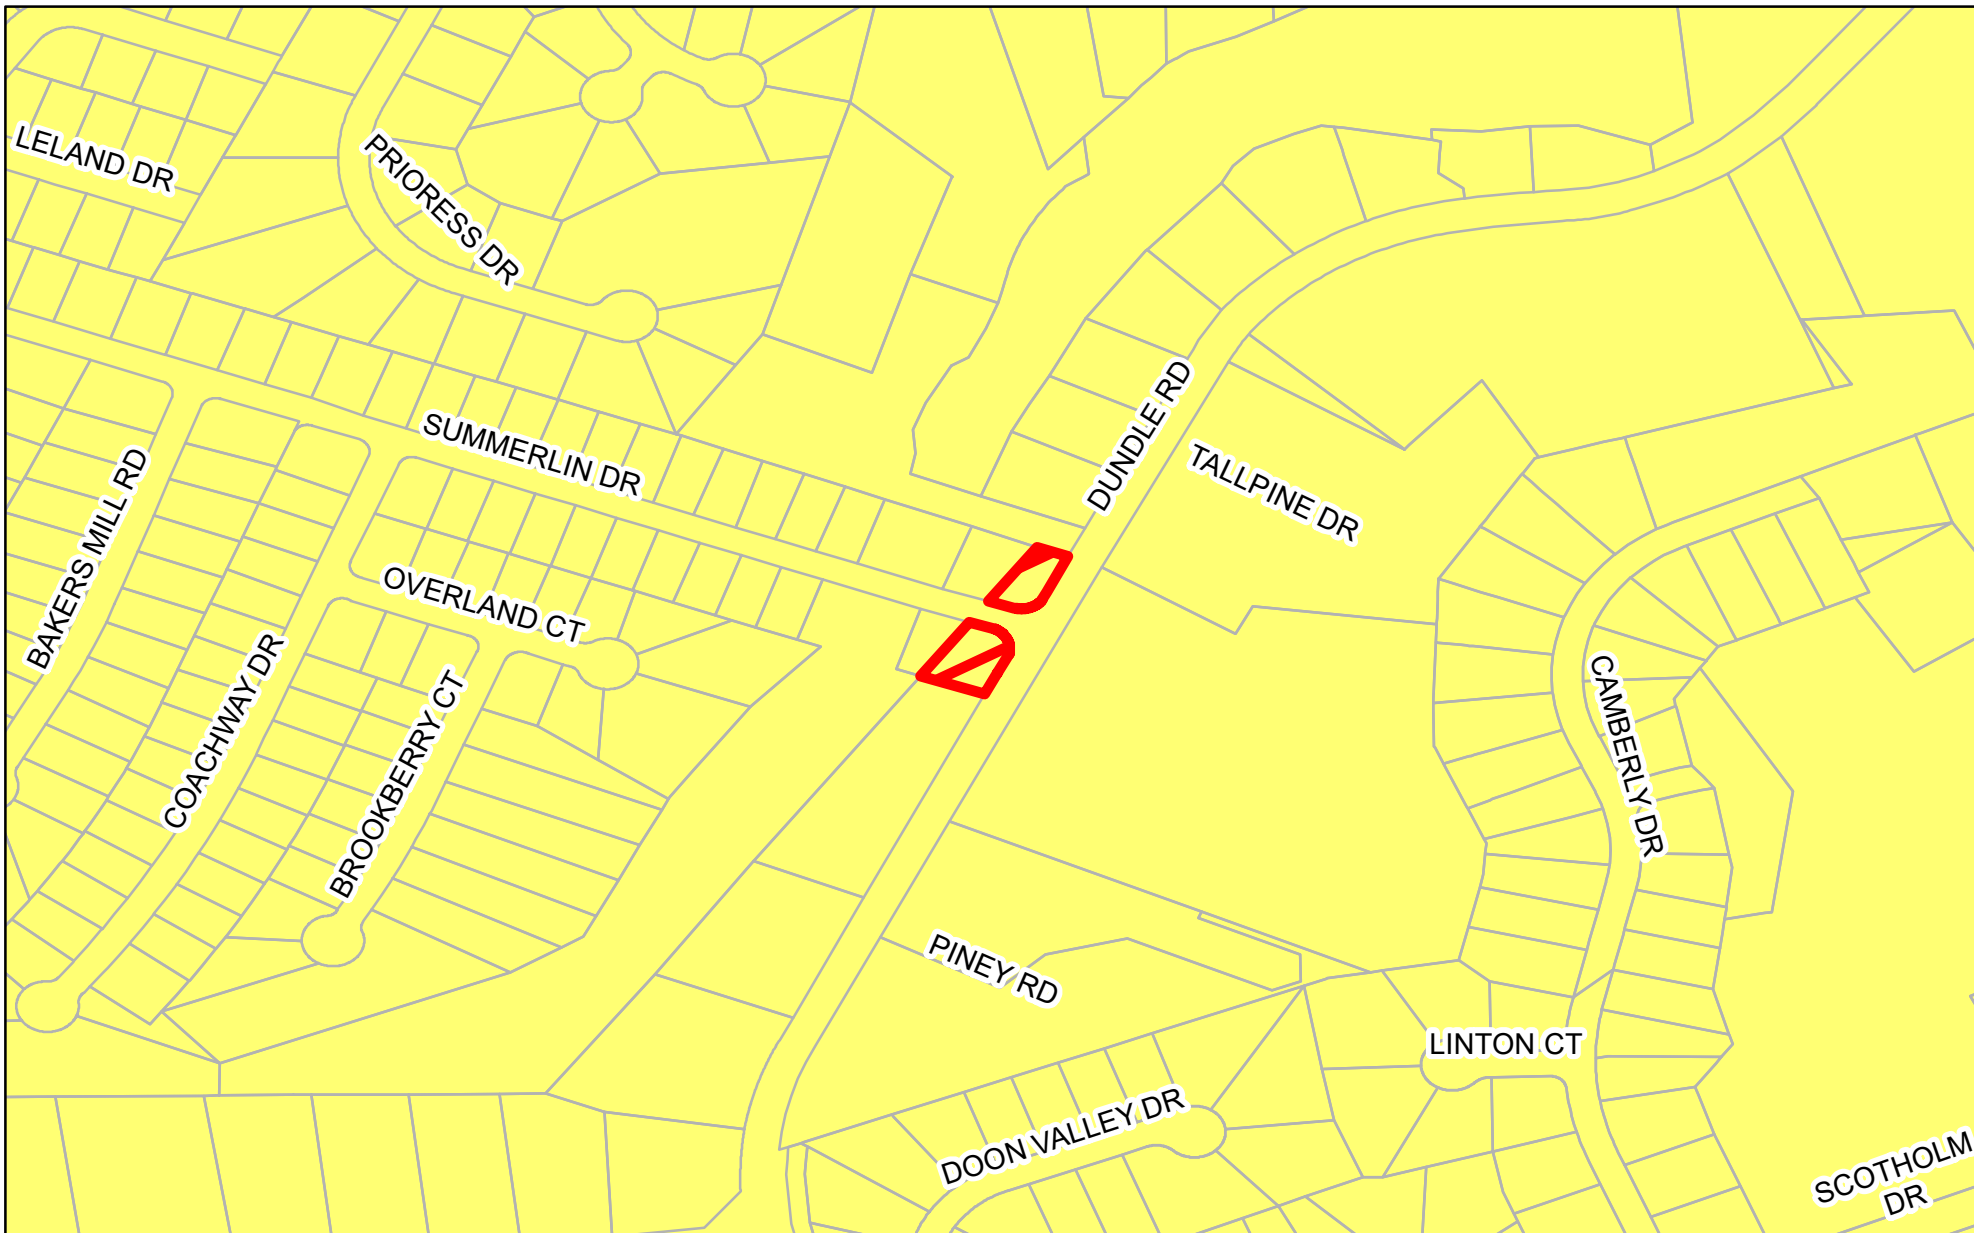 LELAND DR
PRIORESS DR
SUMMERLIN DR
DUNDLE RD
TALLPINE DR
BAKERS MILL RD
OVERLAND CT
COACHWAY DR
BROOKBERRY CT
CAMBERLY DR
PINEY RD
LINTON CT
DOON VALLEY DR
SCOTHOLM
DR